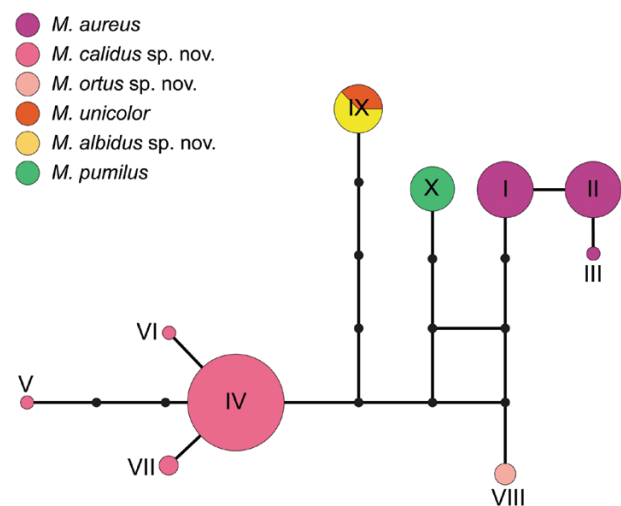 M. aureus
M. calidus sp. nov.
M. ortus sp. nov.
M. unicolor
M. albidus sp. nov.
M. pumilus
IX
X
I
II
III
VI
V
IV
VII
VIII